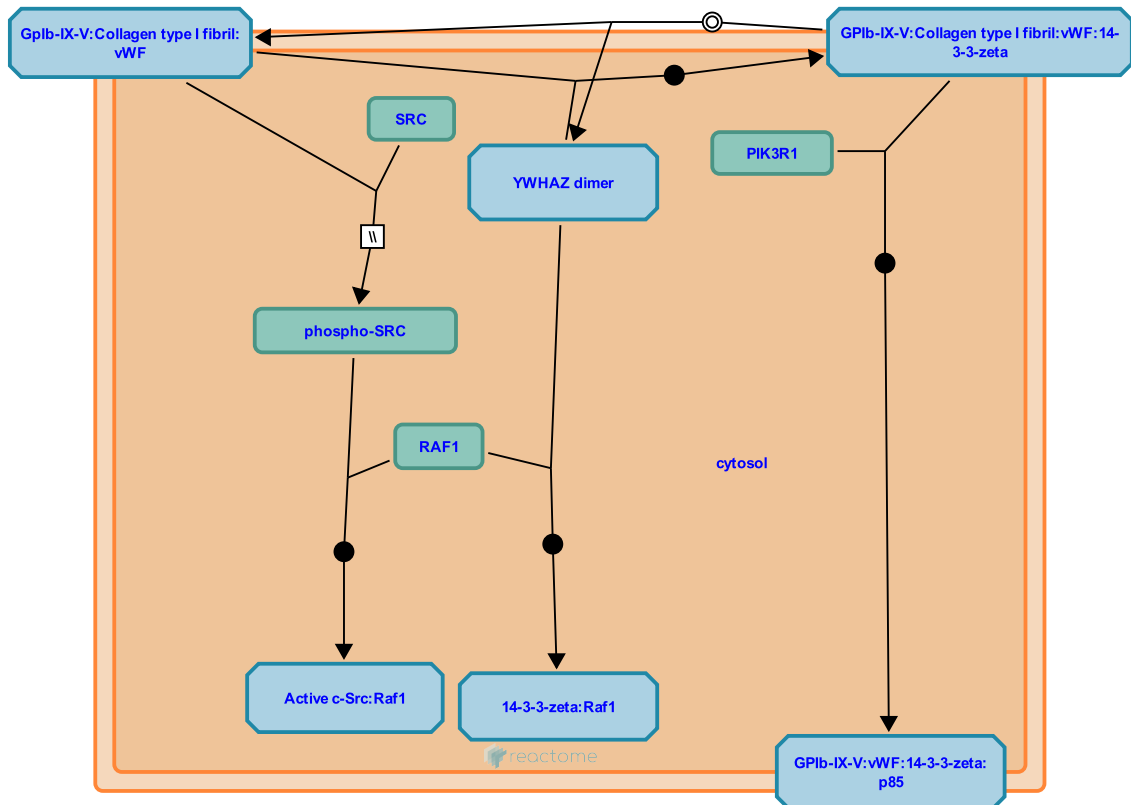 GpIb-IX-V:Collagen type I fibril:
vWF
GPIb-IX-V:Collagen type I fibril:vWF:14-
3-3-zeta
SRC
PIK3R1
YWHAZ dimer
\\
phospho-SRC
RAF1
cytosol
Active c-Src:Raf1
14-3-3-zeta:Raf1
reactome
GPIb-IX-V:vWF:14-3-3-zeta:
p85